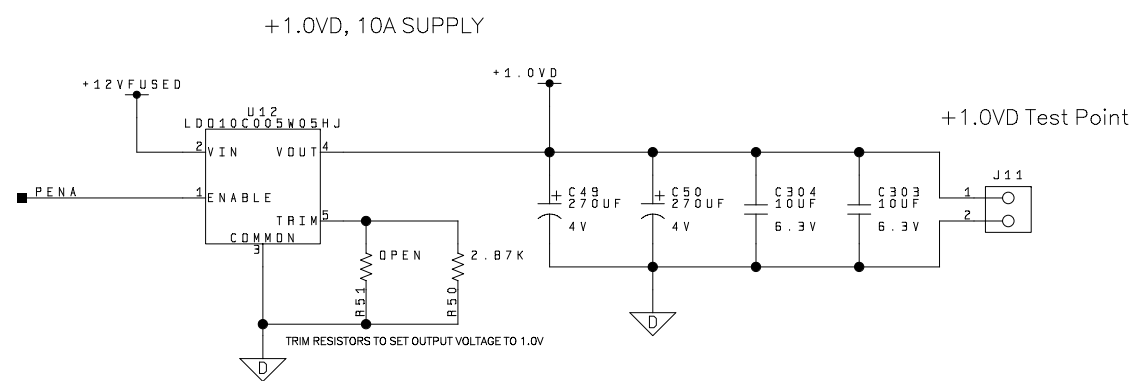 +1.0VD, 10A SUPPLY
+1.0VD
+12VFUSED
+1.0VD Test Point
U12
LDO10C005W05HJ
2 VIN VOUT 4
J11
PENA 1 ENABLE
C49 C50 C304 C303 1
+ 270UF + 270UF 10UF 10UF
TRIM 5 2
4V 4V 6.3V 6.3V
COMMON
3
OPEN 2.87K
R51 R50
D
TRIM RESISTORS TO SET OUTPUT VOLTAGE TO 1.0V
D